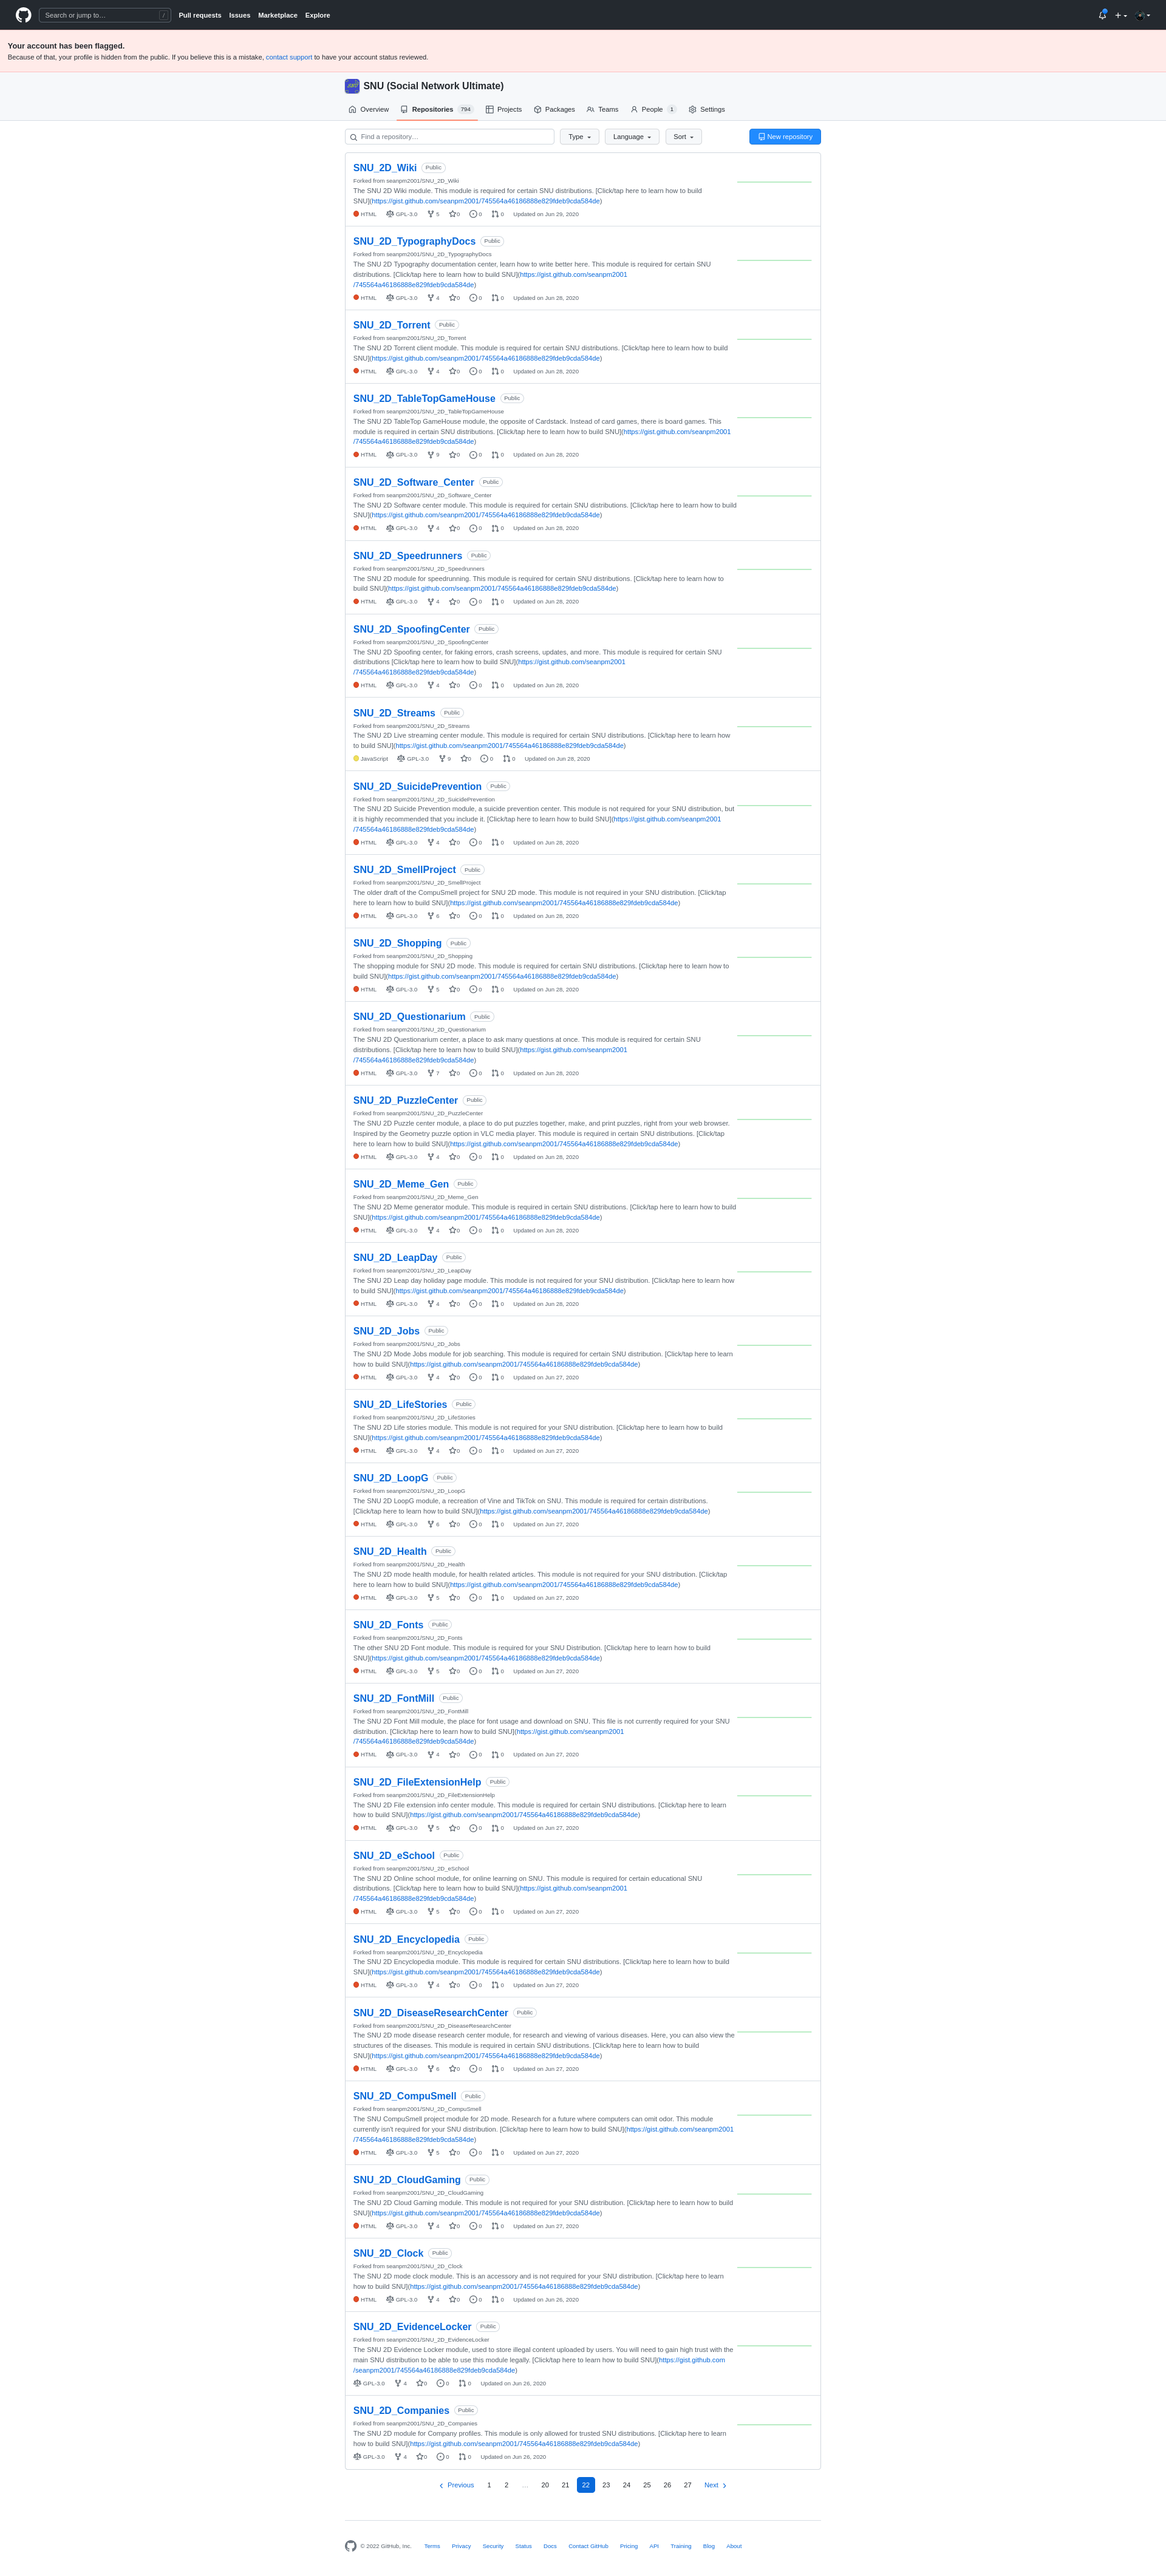 Search or jump to… /
Pull requests Issues Marketplace Explore
Your account has been flagged.
Because of that, your profile is hidden from the public. If you believe this is a mistake, contact support to have your account status reviewed.
SNU (Social Network Ultimate)
Overview Repositories 794 Projects Packages Teams People 1 Settings
Find a repository… Type Language Sort New repository
SNU_2D_Wiki Public
Forked from seanpm2001/SNU_2D_Wiki
The SNU 2D Wiki module. This module is required for certain SNU distributions. [Click/tap here to learn how to build
SNU](https://gist.github.com/seanpm2001/745564a46186888e829fdeb9cda584de)
HTML GPL-3.0 5 0 0 0 Updated on Jun 29, 2020
SNU_2D_TypographyDocs Public
Forked from seanpm2001/SNU_2D_TypographyDocs
The SNU 2D Typography documentation center, learn how to write better here. This module is required for certain SNU
distributions. [Click/tap here to learn how to build SNU](https://gist.github.com/seanpm2001
/745564a46186888e829fdeb9cda584de)
HTML GPL-3.0 4 0 0 0 Updated on Jun 28, 2020
SNU_2D_Torrent Public
Forked from seanpm2001/SNU_2D_Torrent
The SNU 2D Torrent client module. This module is required for certain SNU distributions. [Click/tap here to learn how to build
SNU](https://gist.github.com/seanpm2001/745564a46186888e829fdeb9cda584de)
HTML GPL-3.0 4 0 0 0 Updated on Jun 28, 2020
SNU_2D_TableTopGameHouse Public
Forked from seanpm2001/SNU_2D_TableTopGameHouse
The SNU 2D TableTop GameHouse module, the opposite of Cardstack. Instead of card games, there is board games. This
module is required in certain SNU distributions. [Click/tap here to learn how to build SNU](https://gist.github.com/seanpm2001
/745564a46186888e829fdeb9cda584de)
HTML GPL-3.0 9 0 0 0 Updated on Jun 28, 2020
SNU_2D_Software_Center Public
Forked from seanpm2001/SNU_2D_Software_Center
The SNU 2D Software center module. This module is required for certain SNU distributions. [Click/tap here to learn how to build
SNU](https://gist.github.com/seanpm2001/745564a46186888e829fdeb9cda584de)
HTML GPL-3.0 4 0 0 0 Updated on Jun 28, 2020
SNU_2D_Speedrunners Public
Forked from seanpm2001/SNU_2D_Speedrunners
The SNU 2D module for speedrunning. This module is required for certain SNU distributions. [Click/tap here to learn how to
build SNU](https://gist.github.com/seanpm2001/745564a46186888e829fdeb9cda584de)
HTML GPL-3.0 4 0 0 0 Updated on Jun 28, 2020
SNU_2D_SpoofingCenter Public
Forked from seanpm2001/SNU_2D_SpoofingCenter
The SNU 2D Spoofing center, for faking errors, crash screens, updates, and more. This module is required for certain SNU
distributions [Click/tap here to learn how to build SNU](https://gist.github.com/seanpm2001
/745564a46186888e829fdeb9cda584de)
HTML GPL-3.0 4 0 0 0 Updated on Jun 28, 2020
SNU_2D_Streams Public
Forked from seanpm2001/SNU_2D_Streams
The SNU 2D Live streaming center module. This module is required for certain SNU distributions. [Click/tap here to learn how
to build SNU](https://gist.github.com/seanpm2001/745564a46186888e829fdeb9cda584de)
JavaScript GPL-3.0 9 0 0 0 Updated on Jun 28, 2020
SNU_2D_SuicidePrevention Public
Forked from seanpm2001/SNU_2D_SuicidePrevention
The SNU 2D Suicide Prevention module, a suicide prevention center. This module is not required for your SNU distribution, but
it is highly recommended that you include it. [Click/tap here to learn how to build SNU](https://gist.github.com/seanpm2001
/745564a46186888e829fdeb9cda584de)
HTML GPL-3.0 4 0 0 0 Updated on Jun 28, 2020
SNU_2D_SmellProject Public
Forked from seanpm2001/SNU_2D_SmellProject
The older draft of the CompuSmell project for SNU 2D mode. This module is not required in your SNU distribution. [Click/tap
here to learn how to build SNU](https://gist.github.com/seanpm2001/745564a46186888e829fdeb9cda584de)
HTML GPL-3.0 6 0 0 0 Updated on Jun 28, 2020
SNU_2D_Shopping Public
Forked from seanpm2001/SNU_2D_Shopping
The shopping module for SNU 2D mode. This module is required for certain SNU distributions. [Click/tap here to learn how to
build SNU](https://gist.github.com/seanpm2001/745564a46186888e829fdeb9cda584de)
HTML GPL-3.0 5 0 0 0 Updated on Jun 28, 2020
SNU_2D_Questionarium Public
Forked from seanpm2001/SNU_2D_Questionarium
The SNU 2D Questionarium center, a place to ask many questions at once. This module is required for certain SNU
distributions. [Click/tap here to learn how to build SNU](https://gist.github.com/seanpm2001
/745564a46186888e829fdeb9cda584de)
HTML GPL-3.0 7 0 0 0 Updated on Jun 28, 2020
SNU_2D_PuzzleCenter Public
Forked from seanpm2001/SNU_2D_PuzzleCenter
The SNU 2D Puzzle center module, a place to do put puzzles together, make, and print puzzles, right from your web browser.
Inspired by the Geometry puzzle option in VLC media player. This module is required in certain SNU distributions. [Click/tap
here to learn how to build SNU](https://gist.github.com/seanpm2001/745564a46186888e829fdeb9cda584de)
HTML GPL-3.0 4 0 0 0 Updated on Jun 28, 2020
SNU_2D_Meme_Gen Public
Forked from seanpm2001/SNU_2D_Meme_Gen
The SNU 2D Meme generator module. This module is required in certain SNU distributions. [Click/tap here to learn how to build
SNU](https://gist.github.com/seanpm2001/745564a46186888e829fdeb9cda584de)
HTML GPL-3.0 4 0 0 0 Updated on Jun 28, 2020
SNU_2D_LeapDay Public
Forked from seanpm2001/SNU_2D_LeapDay
The SNU 2D Leap day holiday page module. This module is not required for your SNU distribution. [Click/tap here to learn how
to build SNU](https://gist.github.com/seanpm2001/745564a46186888e829fdeb9cda584de)
HTML GPL-3.0 4 0 0 0 Updated on Jun 28, 2020
SNU_2D_Jobs Public
Forked from seanpm2001/SNU_2D_Jobs
The SNU 2D Mode Jobs module for job searching. This module is required for certain SNU distribution. [Click/tap here to learn
how to build SNU](https://gist.github.com/seanpm2001/745564a46186888e829fdeb9cda584de)
HTML GPL-3.0 4 0 0 0 Updated on Jun 27, 2020
SNU_2D_LifeStories Public
Forked from seanpm2001/SNU_2D_LifeStories
The SNU 2D Life stories module. This module is not required for your SNU distribution. [Click/tap here to learn how to build
SNU](https://gist.github.com/seanpm2001/745564a46186888e829fdeb9cda584de)
HTML GPL-3.0 4 0 0 0 Updated on Jun 27, 2020
SNU_2D_LoopG Public
Forked from seanpm2001/SNU_2D_LoopG
The SNU 2D LoopG module, a recreation of Vine and TikTok on SNU. This module is required for certain distributions.
[Click/tap here to learn how to build SNU](https://gist.github.com/seanpm2001/745564a46186888e829fdeb9cda584de)
HTML GPL-3.0 6 0 0 0 Updated on Jun 27, 2020
SNU_2D_Health Public
Forked from seanpm2001/SNU_2D_Health
The SNU 2D mode health module, for health related articles. This module is not required for your SNU distribution. [Click/tap
here to learn how to build SNU](https://gist.github.com/seanpm2001/745564a46186888e829fdeb9cda584de)
HTML GPL-3.0 5 0 0 0 Updated on Jun 27, 2020
SNU_2D_Fonts Public
Forked from seanpm2001/SNU_2D_Fonts
The other SNU 2D Font module. This module is required for your SNU Distribution. [Click/tap here to learn how to build
SNU](https://gist.github.com/seanpm2001/745564a46186888e829fdeb9cda584de)
HTML GPL-3.0 5 0 0 0 Updated on Jun 27, 2020
SNU_2D_FontMill Public
Forked from seanpm2001/SNU_2D_FontMill
The SNU 2D Font Mill module, the place for font usage and download on SNU. This file is not currently required for your SNU
distribution. [Click/tap here to learn how to build SNU](https://gist.github.com/seanpm2001
/745564a46186888e829fdeb9cda584de)
HTML GPL-3.0 4 0 0 0 Updated on Jun 27, 2020
SNU_2D_FileExtensionHelp Public
Forked from seanpm2001/SNU_2D_FileExtensionHelp
The SNU 2D File extension info center module. This module is required for certain SNU distributions. [Click/tap here to learn
how to build SNU](https://gist.github.com/seanpm2001/745564a46186888e829fdeb9cda584de)
HTML GPL-3.0 5 0 0 0 Updated on Jun 27, 2020
SNU_2D_eSchool Public
Forked from seanpm2001/SNU_2D_eSchool
The SNU 2D Online school module, for online learning on SNU. This module is required for certain educational SNU
distributions. [Click/tap here to learn how to build SNU](https://gist.github.com/seanpm2001
/745564a46186888e829fdeb9cda584de)
HTML GPL-3.0 5 0 0 0 Updated on Jun 27, 2020
SNU_2D_Encyclopedia Public
Forked from seanpm2001/SNU_2D_Encyclopedia
The SNU 2D Encyclopedia module. This module is required for certain SNU distributions. [Click/tap here to learn how to build
SNU](https://gist.github.com/seanpm2001/745564a46186888e829fdeb9cda584de)
HTML GPL-3.0 4 0 0 0 Updated on Jun 27, 2020
SNU_2D_DiseaseResearchCenter Public
Forked from seanpm2001/SNU_2D_DiseaseResearchCenter
The SNU 2D mode disease research center module, for research and viewing of various diseases. Here, you can also view the
structures of the diseases. This module is required in certain SNU distributions. [Click/tap here to learn how to build
SNU](https://gist.github.com/seanpm2001/745564a46186888e829fdeb9cda584de)
HTML GPL-3.0 6 0 0 0 Updated on Jun 27, 2020
SNU_2D_CompuSmell Public
Forked from seanpm2001/SNU_2D_CompuSmell
The SNU CompuSmell project module for 2D mode. Research for a future where computers can omit odor. This module
currently isn't required for your SNU distribution. [Click/tap here to learn how to build SNU](https://gist.github.com/seanpm2001
/745564a46186888e829fdeb9cda584de)
HTML GPL-3.0 5 0 0 0 Updated on Jun 27, 2020
SNU_2D_CloudGaming Public
Forked from seanpm2001/SNU_2D_CloudGaming
The SNU 2D Cloud Gaming module. This module is not required for your SNU distribution. [Click/tap here to learn how to build
SNU](https://gist.github.com/seanpm2001/745564a46186888e829fdeb9cda584de)
HTML GPL-3.0 4 0 0 0 Updated on Jun 27, 2020
SNU_2D_Clock Public
Forked from seanpm2001/SNU_2D_Clock
The SNU 2D mode clock module. This is an accessory and is not required for your SNU distribution. [Click/tap here to learn
how to build SNU](https://gist.github.com/seanpm2001/745564a46186888e829fdeb9cda584de)
HTML GPL-3.0 4 0 0 0 Updated on Jun 26, 2020
SNU_2D_EvidenceLocker Public
Forked from seanpm2001/SNU_2D_EvidenceLocker
The SNU 2D Evidence Locker module, used to store illegal content uploaded by users. You will need to gain high trust with the
main SNU distribution to be able to use this module legally. [Click/tap here to learn how to build SNU](https://gist.github.com
/seanpm2001/745564a46186888e829fdeb9cda584de)
GPL-3.0 4 0 0 0 Updated on Jun 26, 2020
SNU_2D_Companies Public
Forked from seanpm2001/SNU_2D_Companies
The SNU 2D module for Company profiles. This module is only allowed for trusted SNU distributions. [Click/tap here to learn
how to build SNU](https://gist.github.com/seanpm2001/745564a46186888e829fdeb9cda584de)
GPL-3.0 4 0 0 0 Updated on Jun 26, 2020
Previous 1 2 … 20 21 22 23 24 25 26 27 Next
© 2022 GitHub, Inc. Terms Privacy Security Status Docs Contact GitHub Pricing API Training Blog About